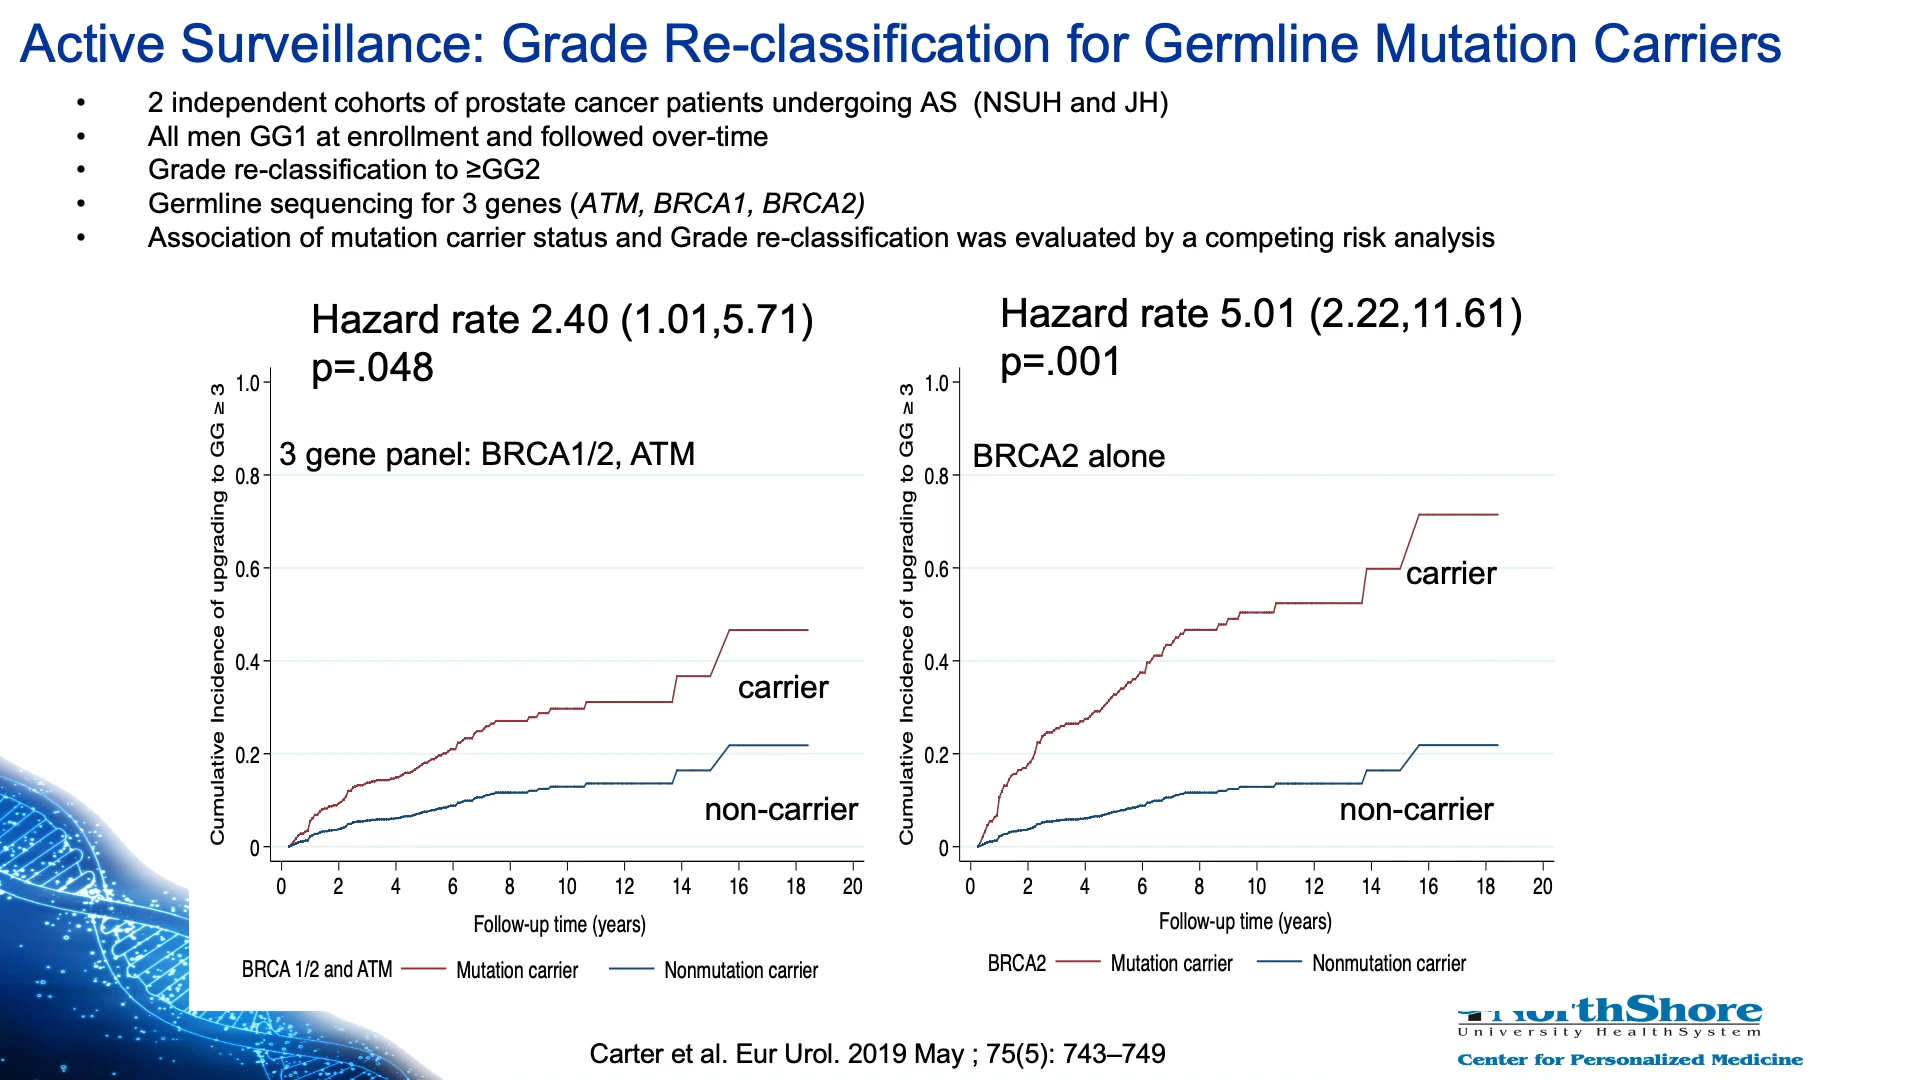 Active Surveillance: Grade Re-classification for Germline Mutation Carriers
• 2 independent cohorts of prostate cancer patients undergoing AS (NSUH and JH)
• All men GG1 at enrollment and followed over-time
• Grade re-classification to ≥GG2
• Germline sequencing for 3 genes (ATM, BRCA1, BRCA2)
• Association of mutation carrier status and Grade re-classification was evaluated by a competing risk analysis
Hazard rate 2.40 (1.01,5.71)
p=.048
Cumulative Incidence of upgrading to GG ≥ 3
1.0
0.8
0.6
0.4
0.2
0
3 gene panel: BRCA1/2, ATM
carrier
non-carrier
0 2 4 6 8 10 12 14 16 18 20
Follow-up time (years)
BRCA 1/2 and ATM Mutation carrier Nonmutation carrier
Hazard rate 5.01 (2.22,11.61)
p=.001
Cumulative Incidence of upgrading to GG ≥ 3
1.0
0.8
0.6
0.4
0.2
0
BRCA2 alone
carrier
non-carrier
0 2 4 6 8 10 12 14 16 18 20
Follow-up time (years)
BRCA2 Mutation carrier Nonmutation carrier
Carter et al. Eur Urol. 2019 May ; 75(5): 743–749
NorthShore
University HealthSystem
Center for Personalized Medicine